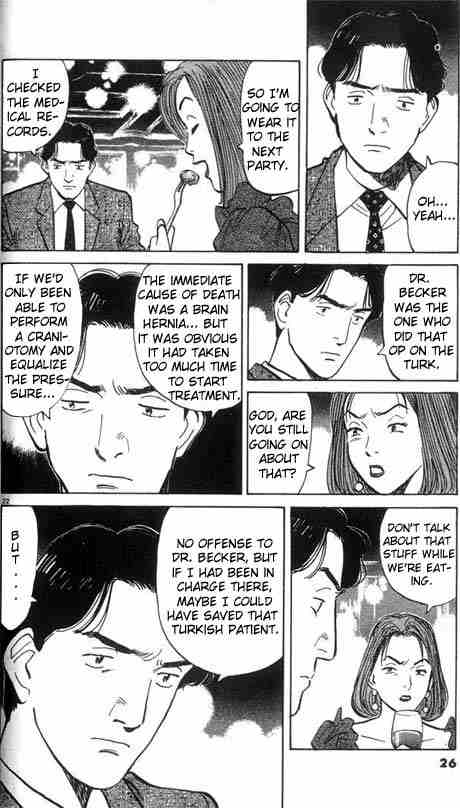 OH...
YEAH...
SO I'M
GOING TO
WEAR IT
TO THE
NEXT
PARTY.
I
CHECKED
THE MED-
ICAL RE-
CORDS.
DR.
BECKER
WAS THE
ONE WHO
DID THAT
OP ON
THE TURK.
THE IMMEDIATE
CAUSE OF DEATH
WAS A BRAIN
HERNIA... BUT
IT WAS OBVIOUS
IT HAD TAKEN
TOO MUCH TIME
TO START
TREATMENT.
IF WE'D
ONLY BEEN
ABLE TO
PERFORM
A CRANI-
OTOMY AND
EQUALIZE
THE PRES-
SURE...
GOD, ARE
YOU STILL
GOING ON
ABOUT
THAT?
22
DON'T TALK
ABOUT THAT
STUFF WHILE
WE'RE EAT-
ING.
NO OFFENSE TO
DR. BECKER, BUT
IF I HAD BEEN IN
CHARGE THERE,
MAYBE I COULD
HAVE SAVED THAT
TURKISH PATIENT.
BUT....
26